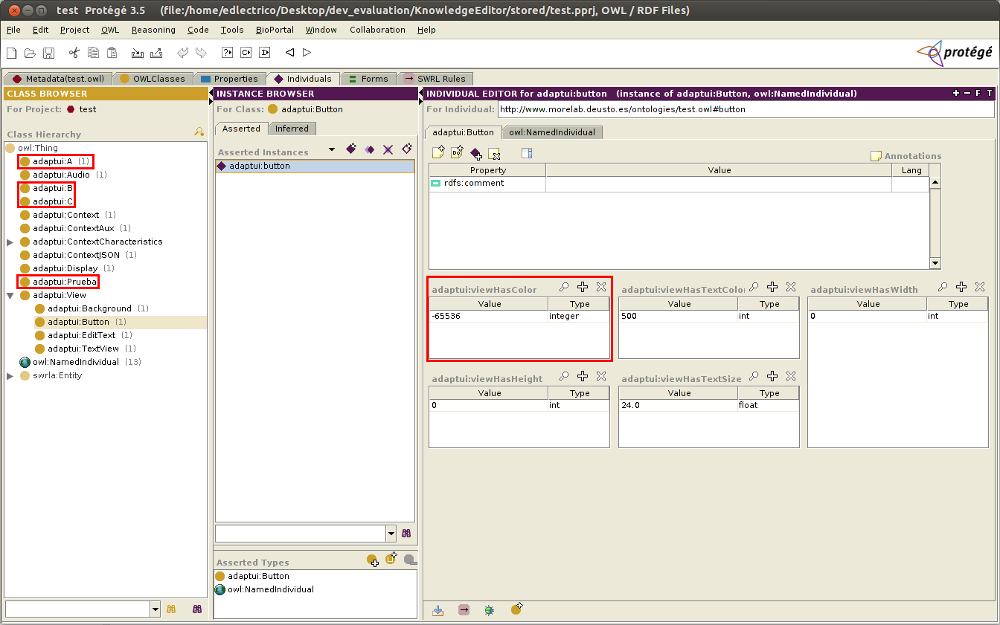 test Protégé 3.5 (file:/home/edlectrico/Desktop/dev_evaluation/KnowledgeEditor/stored/test.pprj, OWL / RDF Files)
File Edit Project OWL Reasoning Code Tools BioPortal Window Collaboration Help
protégé
Metadata(test.owl) OWLClasses Properties Individuals Forms SWRL Rules
CLASS BROWSER
For Project: test
Class Hierarchy
owl:Thing
adaptui:A (1)
adaptui:Audio (1)
adaptui:B
adaptui:C
adaptui:Context (1)
adaptui:ContextAux (1)
adaptui:ContextCharacteristics
adaptui:ContextJSON (1)
adaptui:Display (1)
adaptui:Prueba
adaptui:View
adaptui:Background (1)
adaptui:Button (1)
adaptui:EditText (1)
adaptui:TextView (1)
owl:NamedIndividual (13)
swrla:Entity
INSTANCE BROWSER
For Class: adaptui:Button
Asserted Inferred
Asserted Instances
adaptui:button
Asserted Types
adaptui:Button
owl:NamedIndividual
INDIVIDUAL EDITOR for adaptui:button (instance of adaptui:Button, owl:NamedIndividual) + − F T
For Individual: http://www.morelab.deusto.es/ontologies/test.owl#button
adaptui:Button owl:NamedIndividual
Annotations
Property Value Lang
rdfs:comment
adaptui:viewHasColor
Value Type
-65536 integer
adaptui:viewHasTextColor
Value Type
500 int
adaptui:viewHasWidth
Value Type
0 int
adaptui:viewHasHeight
Value Type
0 int
adaptui:viewHasTextSize
Value Type
24.0 float